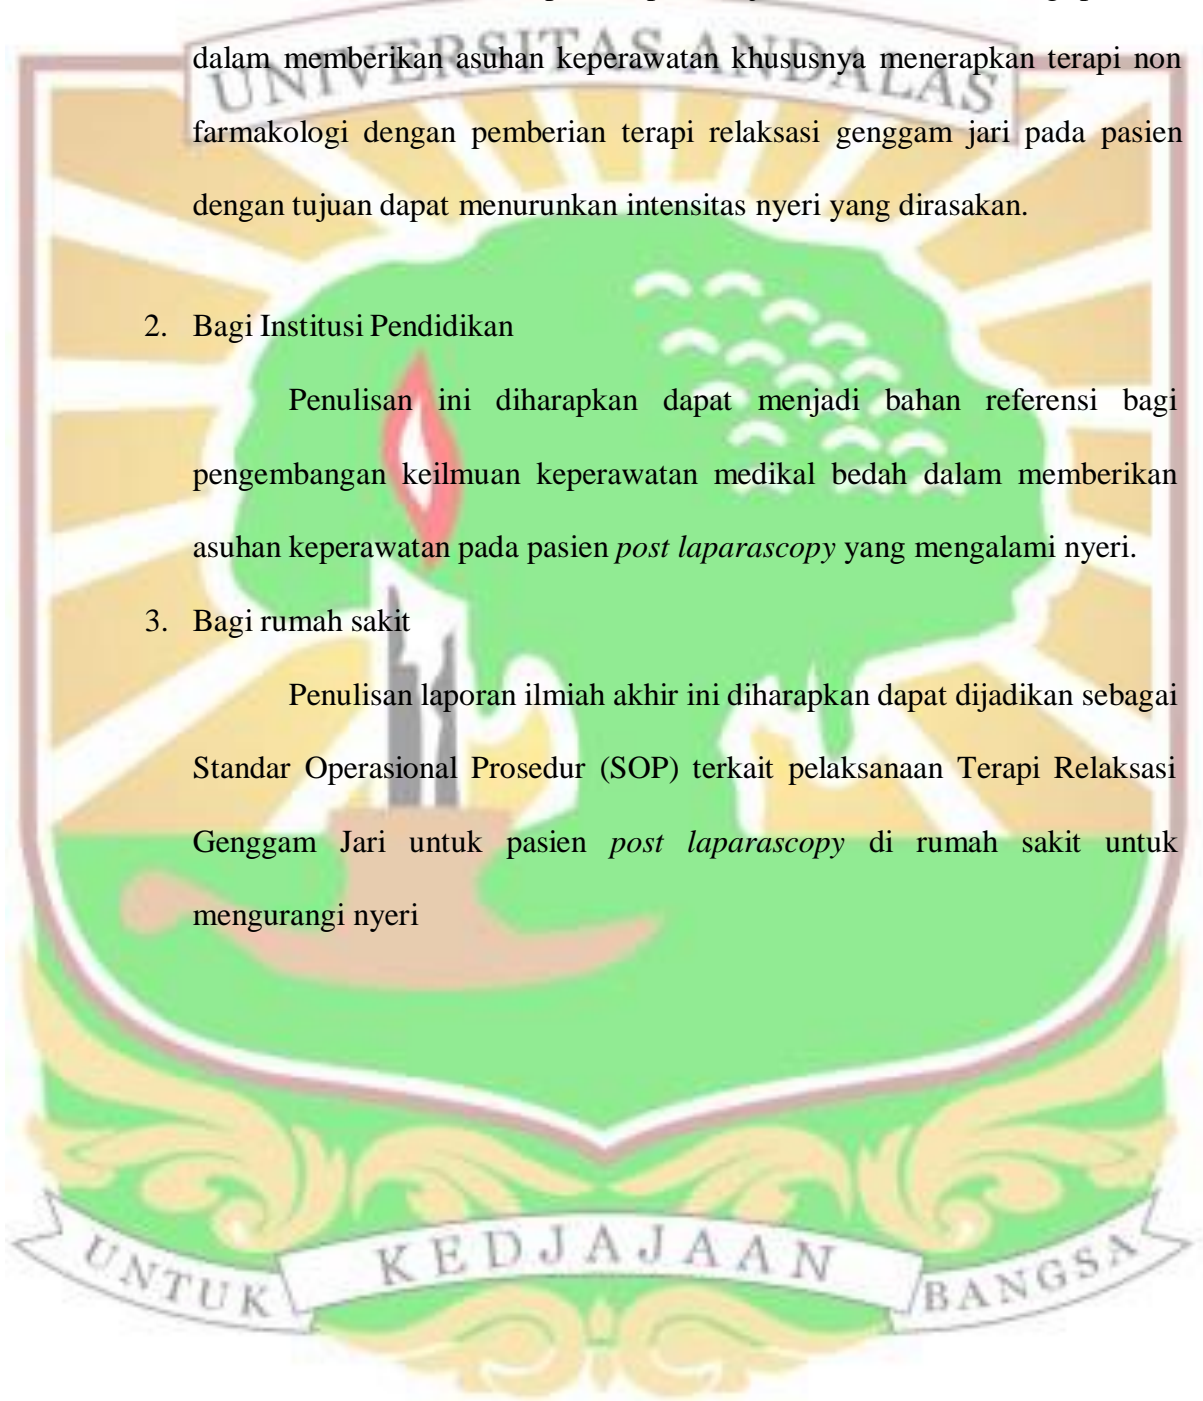 UNIVERSITAS ANDALAS
dalam memberikan asuhan keperawatan khususnya menerapkan terapi non
farmakologi dengan pemberian terapi relaksasi genggam jari pada pasien
dengan tujuan dapat menurunkan intensitas nyeri yang dirasakan.
2. Bagi Institusi Pendidikan
Penulisan ini diharapkan dapat menjadi bahan referensi bagi
pengembangan keilmuan keperawatan medikal bedah dalam memberikan
asuhan keperawatan pada pasien post laparascopy yang mengalami nyeri.
3. Bagi rumah sakit
Penulisan laporan ilmiah akhir ini diharapkan dapat dijadikan sebagai
Standar Operasional Prosedur (SOP) terkait pelaksanaan Terapi Relaksasi
Genggam Jari untuk pasien post laparascopy di rumah sakit untuk
mengurangi nyeri
UNTUK KEDJAJAAN BANGSA